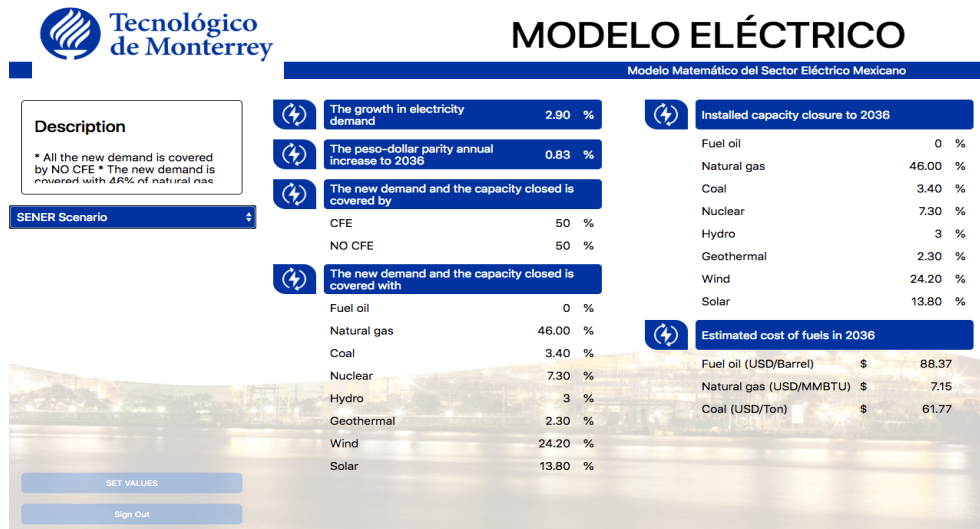 Tecnológico
de Monterrey
MODELO ELÉCTRICO
Modelo Matemático del Sector Eléctrico Mexicano
Description
* All the new demand is covered
by NO CFE * The new demand is
covered with 46% of natural gas
SENER Scenario
SET VALUES
Sign Out
The growth in electricity
demand 2.90 %
The peso-dollar parity annual
increase to 2036 0.83 %
The new demand and the capacity closed is
covered by
CFE 50 %
NO CFE 50 %
The new demand and the capacity closed is
covered with
Fuel oil 0 %
Natural gas 46.00 %
Coal 3.40 %
Nuclear 7.30 %
Hydro 3 %
Geothermal 2.30 %
Wind 24.20 %
Solar 13.80 %
Installed capacity closure to 2036
Fuel oil 0 %
Natural gas 46.00 %
Coal 3.40 %
Nuclear 7.30 %
Hydro 3 %
Geothermal 2.30 %
Wind 24.20 %
Solar 13.80 %
Estimated cost of fuels in 2036
Fuel oil (USD/Barrel) $ 88.37
Natural gas (USD/MMBTU) $ 7.15
Coal (USD/Ton) $ 61.77